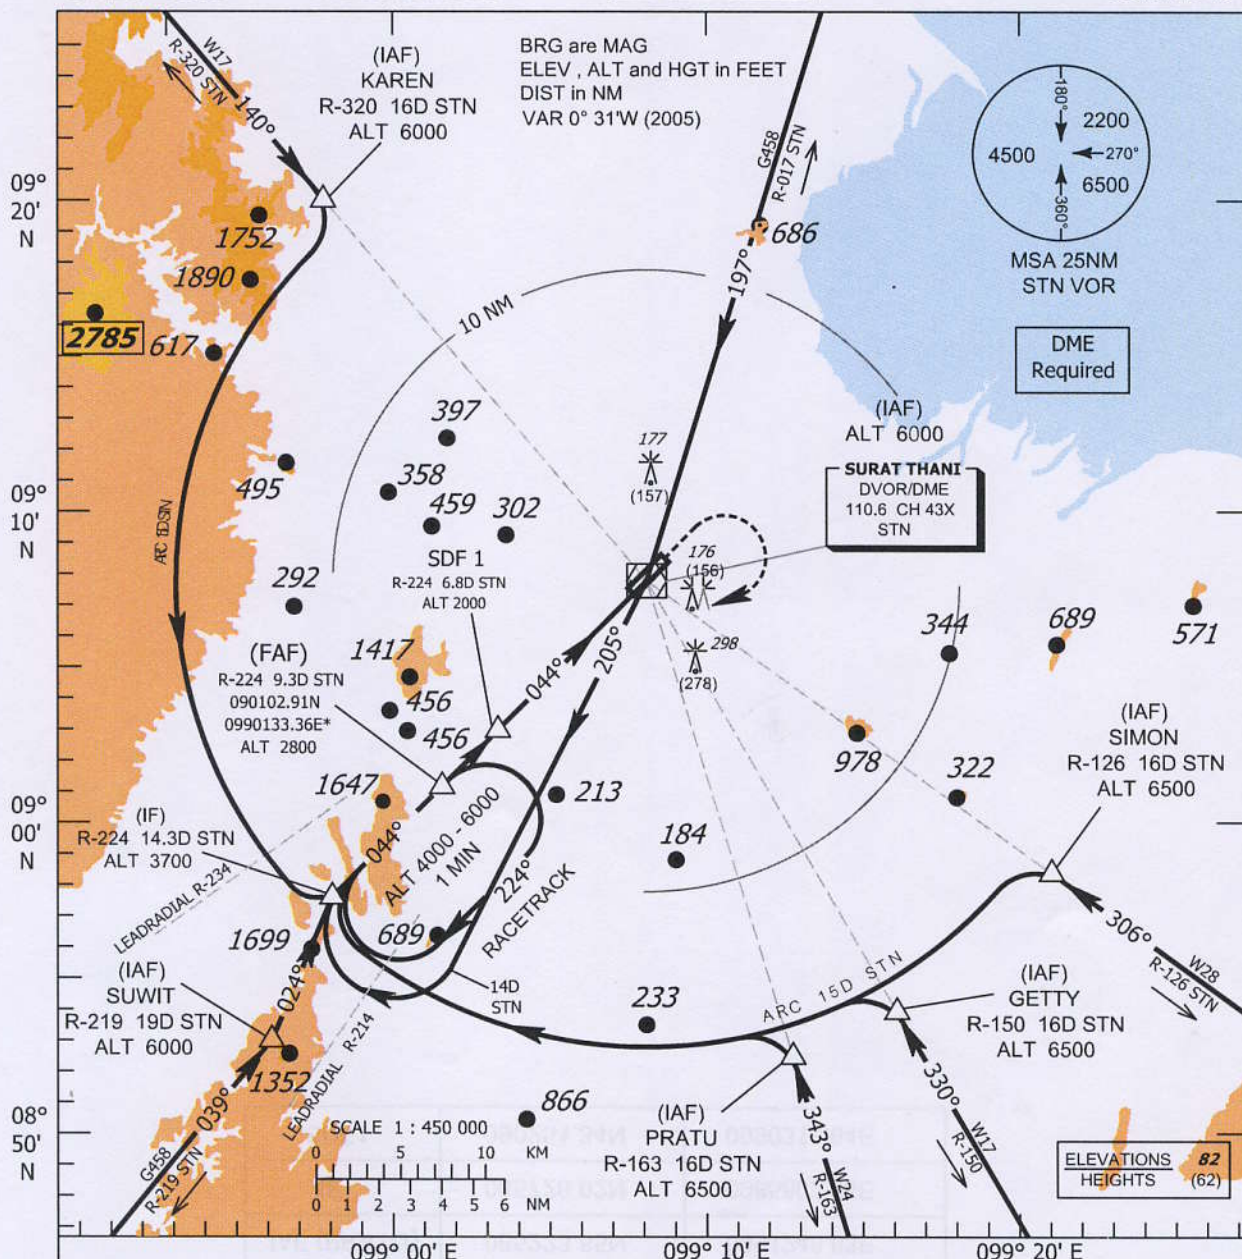 BRG are MAG
ELEV , ALT and HGT in FEET
DIST in NM
VAR 0° 31'W (2005)
W17
R-320 STN
140°
(IAF)
KAREN
R-320 16D STN
ALT 6000
G458
R-017 STN
197°
686
180°
2200
4500
270°
6500
360°
MSA 25NM
STN VOR
DME
Required
09°
20'
N
1752
1890
2785
617
10 NM
397
358
459
302
495
ARC 15D STN
177
(157)
(IAF)
ALT 6000
SURAT THANI
DVOR/DME
110.6 CH 43X
STN
09°
10'
N
SDF 1
R-224 6.8D STN
ALT 2000
176
(156)
298
(278)
292
1417
456
456
(FAF)
R-224 9.3D STN
090102.91N
0990133.36E*
ALT 2800
044°
205°
344
689
571
978
322
(IAF)
SIMON
R-126 16D STN
ALT 6500
1647
213
184
09°
00'
N
(IF)
R-224 14.3D STN
ALT 3700
044°
ALT 4000 - 6000
1 MIN
224°
RACETRACK
LEADRADIAL R-234
689
1699
14D
STN
233
ARC 15D STN
306°
W28
R-126 STN
(IAF)
SUWIT
R-219 19D STN
ALT 6000
024°
1352
LEADRADIAL R-214
(IAF)
GETTY
R-150 16D STN
ALT 6500
330°
W17
R-150
866
(IAF)
PRATU
R-163 16D STN
ALT 6500
343°
W24
R-163
08°
50'
N
039°
G458
R-219 STN
SCALE 1 : 450 000
0 5 10 KM
0 1 2 3 4 5 6 NM
ELEVATIONS 82
HEIGHTS (62)
099° 00' E
099° 10' E
099° 20' E